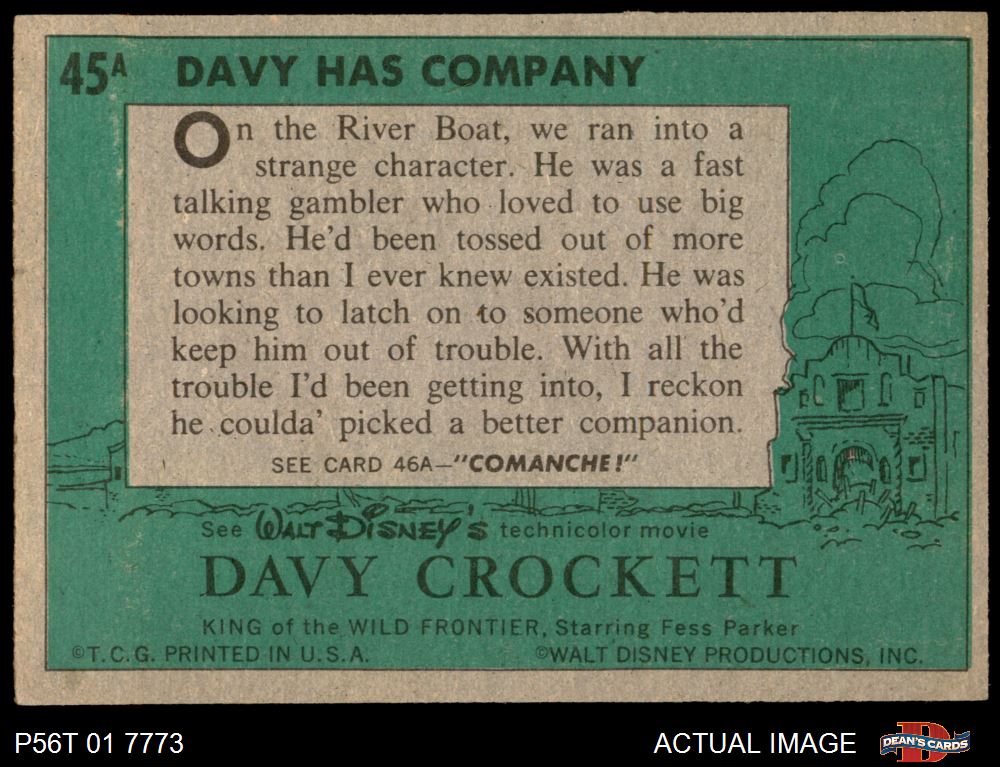 45A DAVY HAS COMPANY
On the River Boat, we ran into a
strange character. He was a fast
talking gambler who loved to use big
words. He'd been tossed out of more
towns than I ever knew existed. He was
looking to latch on to someone who'd
keep him out of trouble. With all the
trouble I'd been getting into, I reckon
he coulda' picked a better companion.
SEE CARD 46A—"COMANCHE!"
See WALT DISNEY'S technicolor movie
DAVY CROCKETT
KING of the WILD FRONTIER, Starring Fess Parker
©T.C.G. PRINTED IN U.S.A. ©WALT DISNEY PRODUCTIONS, INC.
P56T 01 7773 ACTUAL IMAGE DEAN'S CARDS